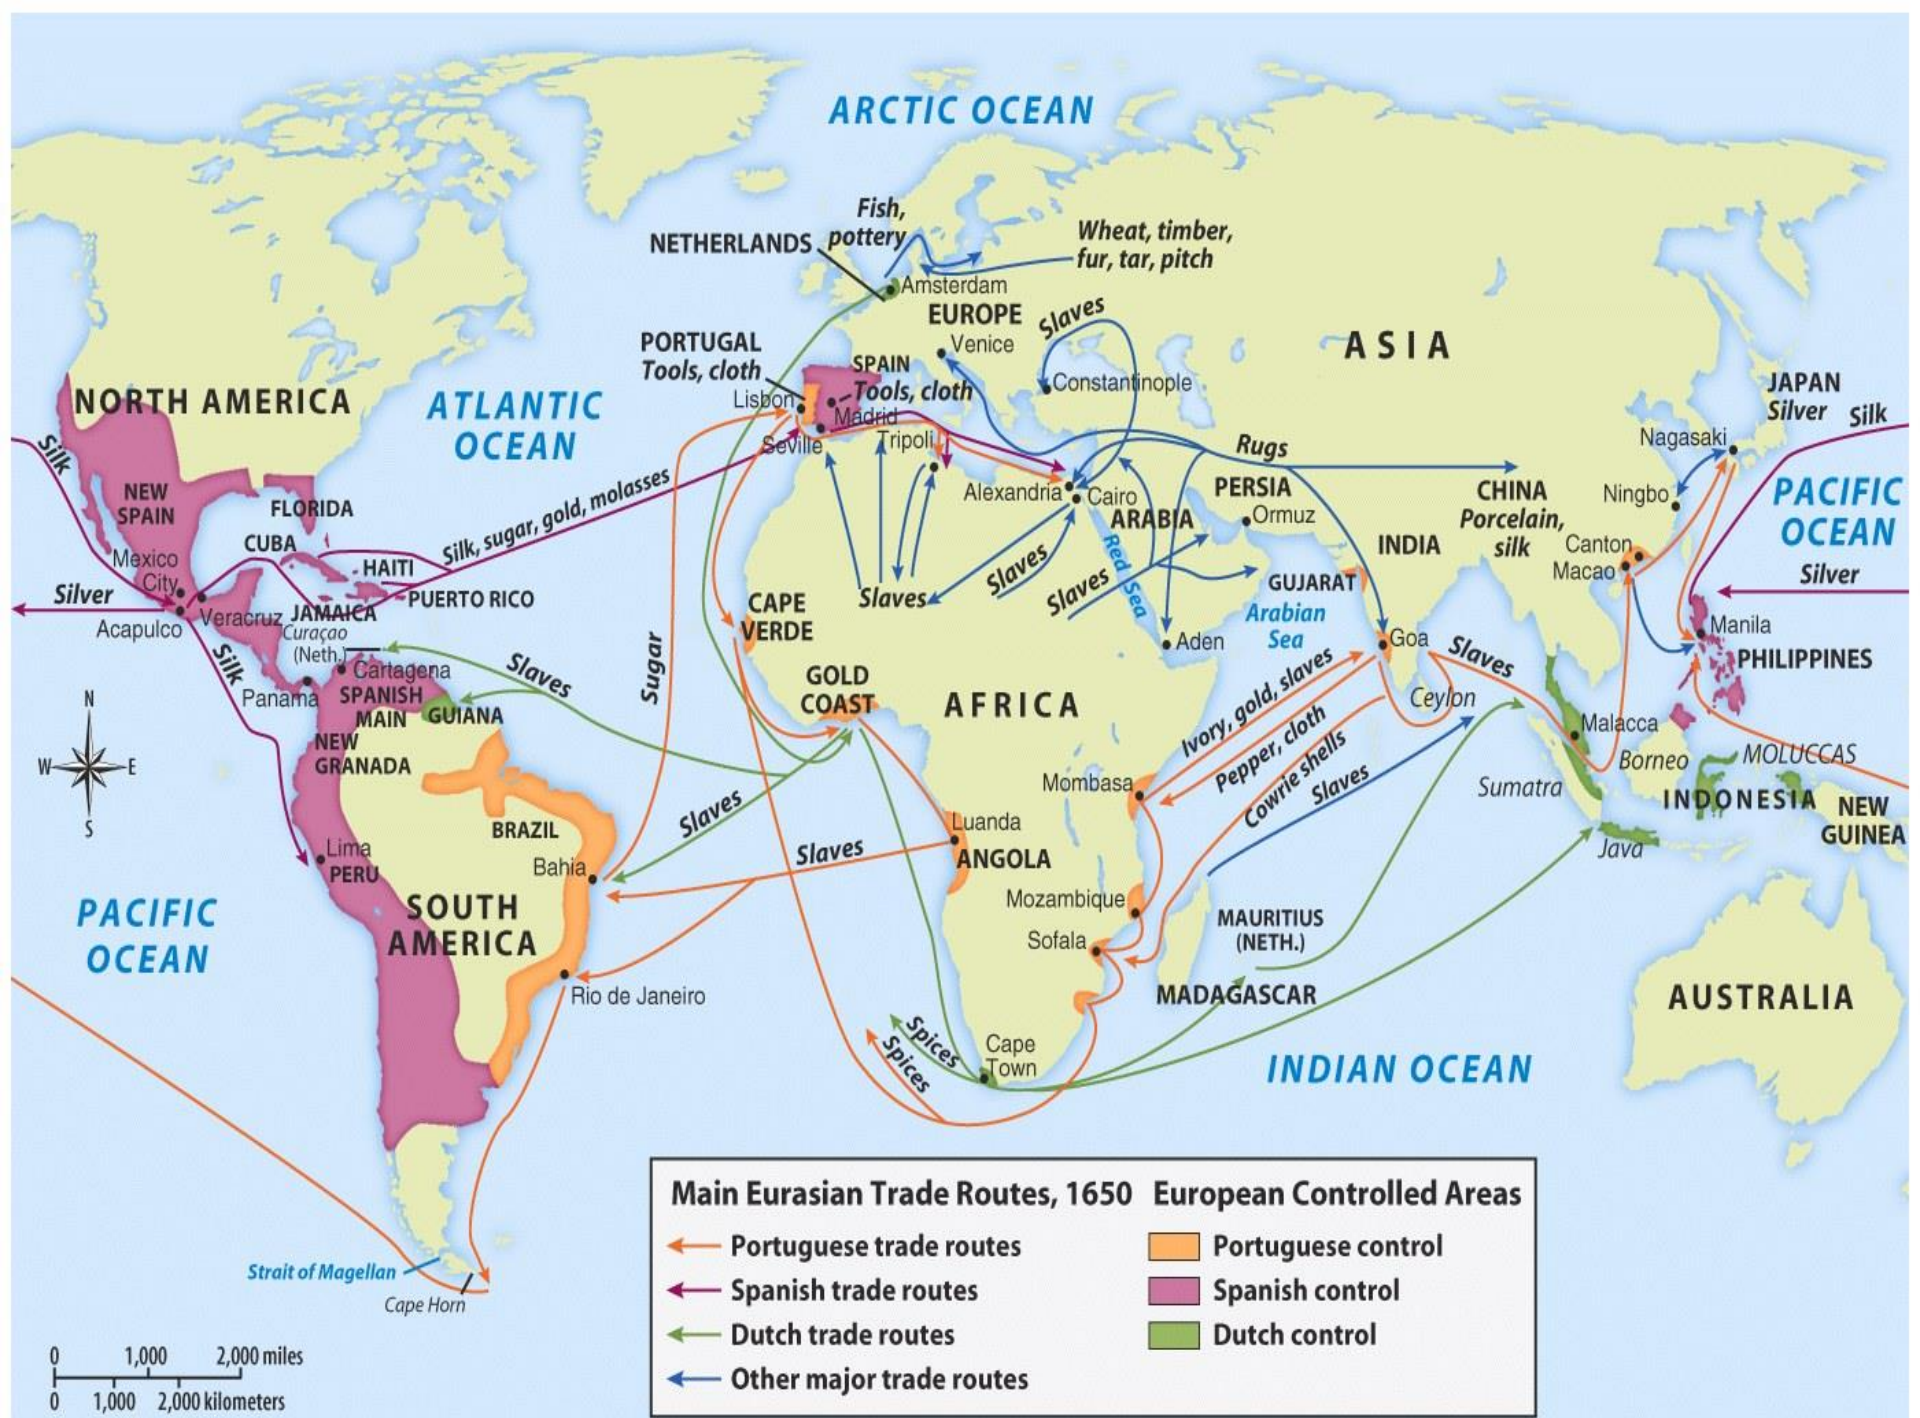 ARCTIC OCEAN
Fish,
pottery
NETHERLANDS
Wheat, timber,
fur, tar, pitch
Amsterdam
EUROPE
Slaves
Venice
ASIA
PORTUGAL
Tools, cloth
SPAIN
Tools, cloth
Constantinople
Lisbon
Madrid
Seville
Tripoli
JAPAN
Silver
Silk
NORTH AMERICA
ATLANTIC
OCEAN
Silk
Rugs
Nagasaki
Alexandria
Cairo
PERSIA
Ormuz
CHINA
Porcelain,
silk
Ningbo
PACIFIC
OCEAN
NEW
SPAIN
FLORIDA
Silk, sugar, gold, molasses
ARABIA
INDIA
Canton
Macao
CUBA
HAITI
Mexico
City
PUERTO RICO
Silver
Veracruz
JAMAICA
Acapulco
Curaçao
(Neth.)
Slaves
Slaves
Slaves
Red Sea
GUJARAT
Arabian
Sea
Silver
CAPE
VERDE
Aden
Goa
Manila
PHILIPPINES
Silk
Cartagena
Panama
SPANISH
MAIN
GUIANA
Slaves
Sugar
GOLD
COAST
AFRICA
Ivory, gold, slaves
Slaves
Ceylon
Malacca
N
W
E
S
NEW
GRANADA
Pepper, cloth
Cowrie shells
Slaves
Mombasa
Sumatra
Borneo
MOLUCCAS
INDONESIA
NEW
GUINEA
BRAZIL
Slaves
Luanda
ANGOLA
Java
Lima
PERU
Bahia
Slaves
PACIFIC
OCEAN
SOUTH
AMERICA
Mozambique
Sofala
MAURITIUS
(NETH.)
MADAGASCAR
AUSTRALIA
Rio de Janeiro
Spices
Spices
Cape
Town
INDIAN OCEAN
Strait of Magellan
Cape Horn
0 1,000 2,000 miles
0 1,000 2,000 kilometers
Main Eurasian Trade Routes, 1650
Portuguese trade routes
Spanish trade routes
Dutch trade routes
Other major trade routes
European Controlled Areas
Portuguese control
Spanish control
Dutch control